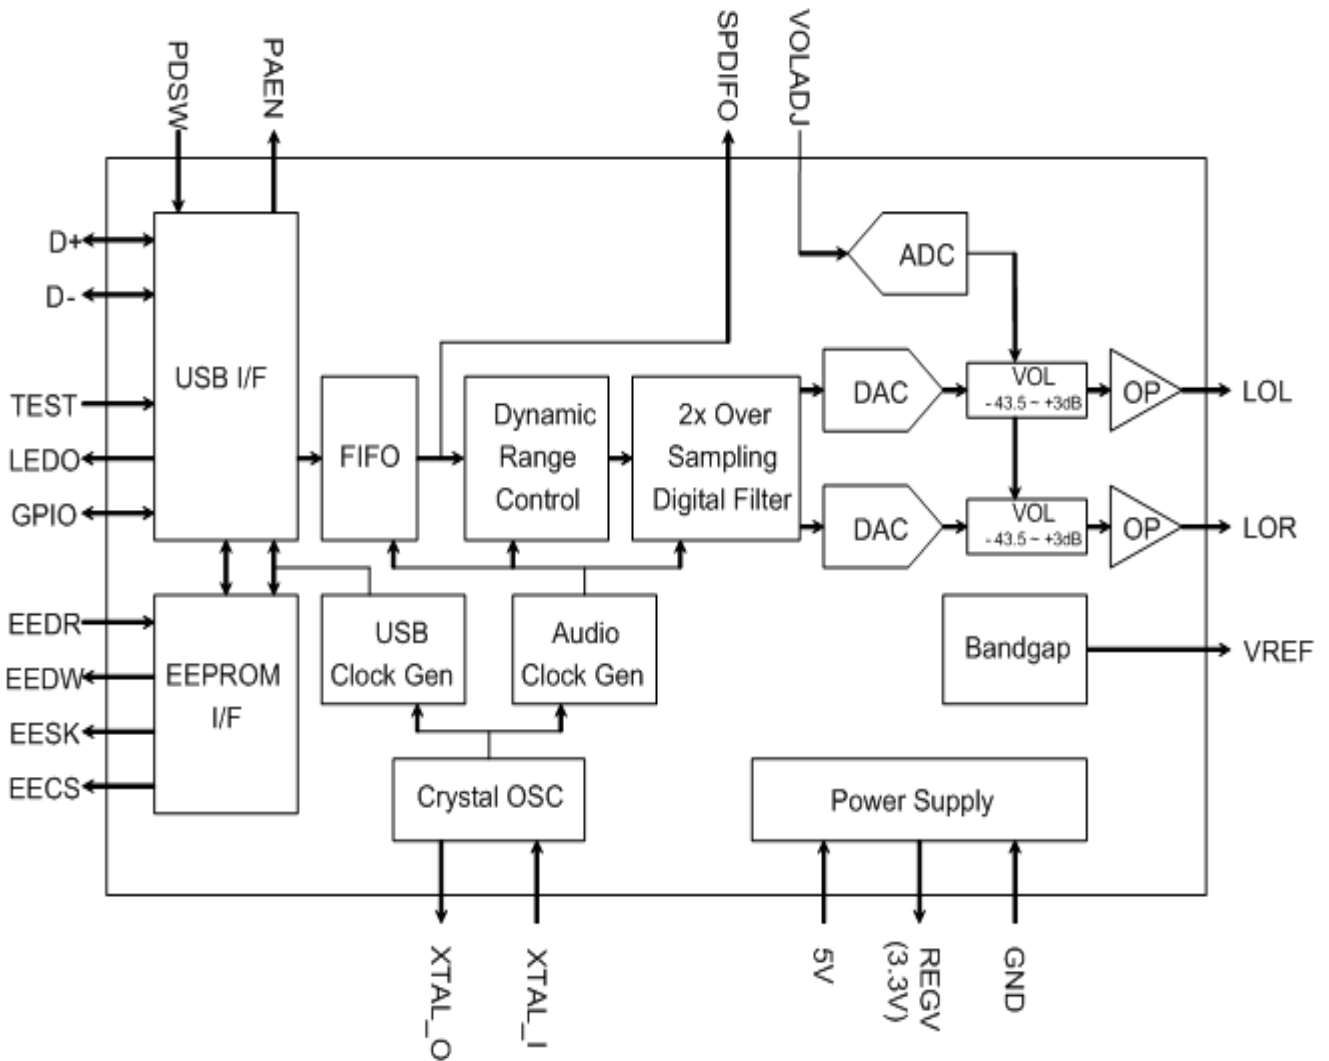 PDSW
PAEN
SPDIFO
VOLADJ
D+
D-
TEST
LEDO
GPIO
EEDR
EEDW
EESK
EECS
USB I/F
FIFO
Dynamic
Range
Control
2x Over
Sampling
Digital Filter
ADC
DAC
VOL
- 43.5 ~ +3dB
OP
LOL
DAC
VOL
- 43.5 ~ +3dB
OP
LOR
EEPROM
I/F
USB
Clock Gen
Audio
Clock Gen
Bandgap
VREF
Crystal OSC
Power Supply
XTAL_O
XTAL_I
5V
REGV
(3.3V)
GND